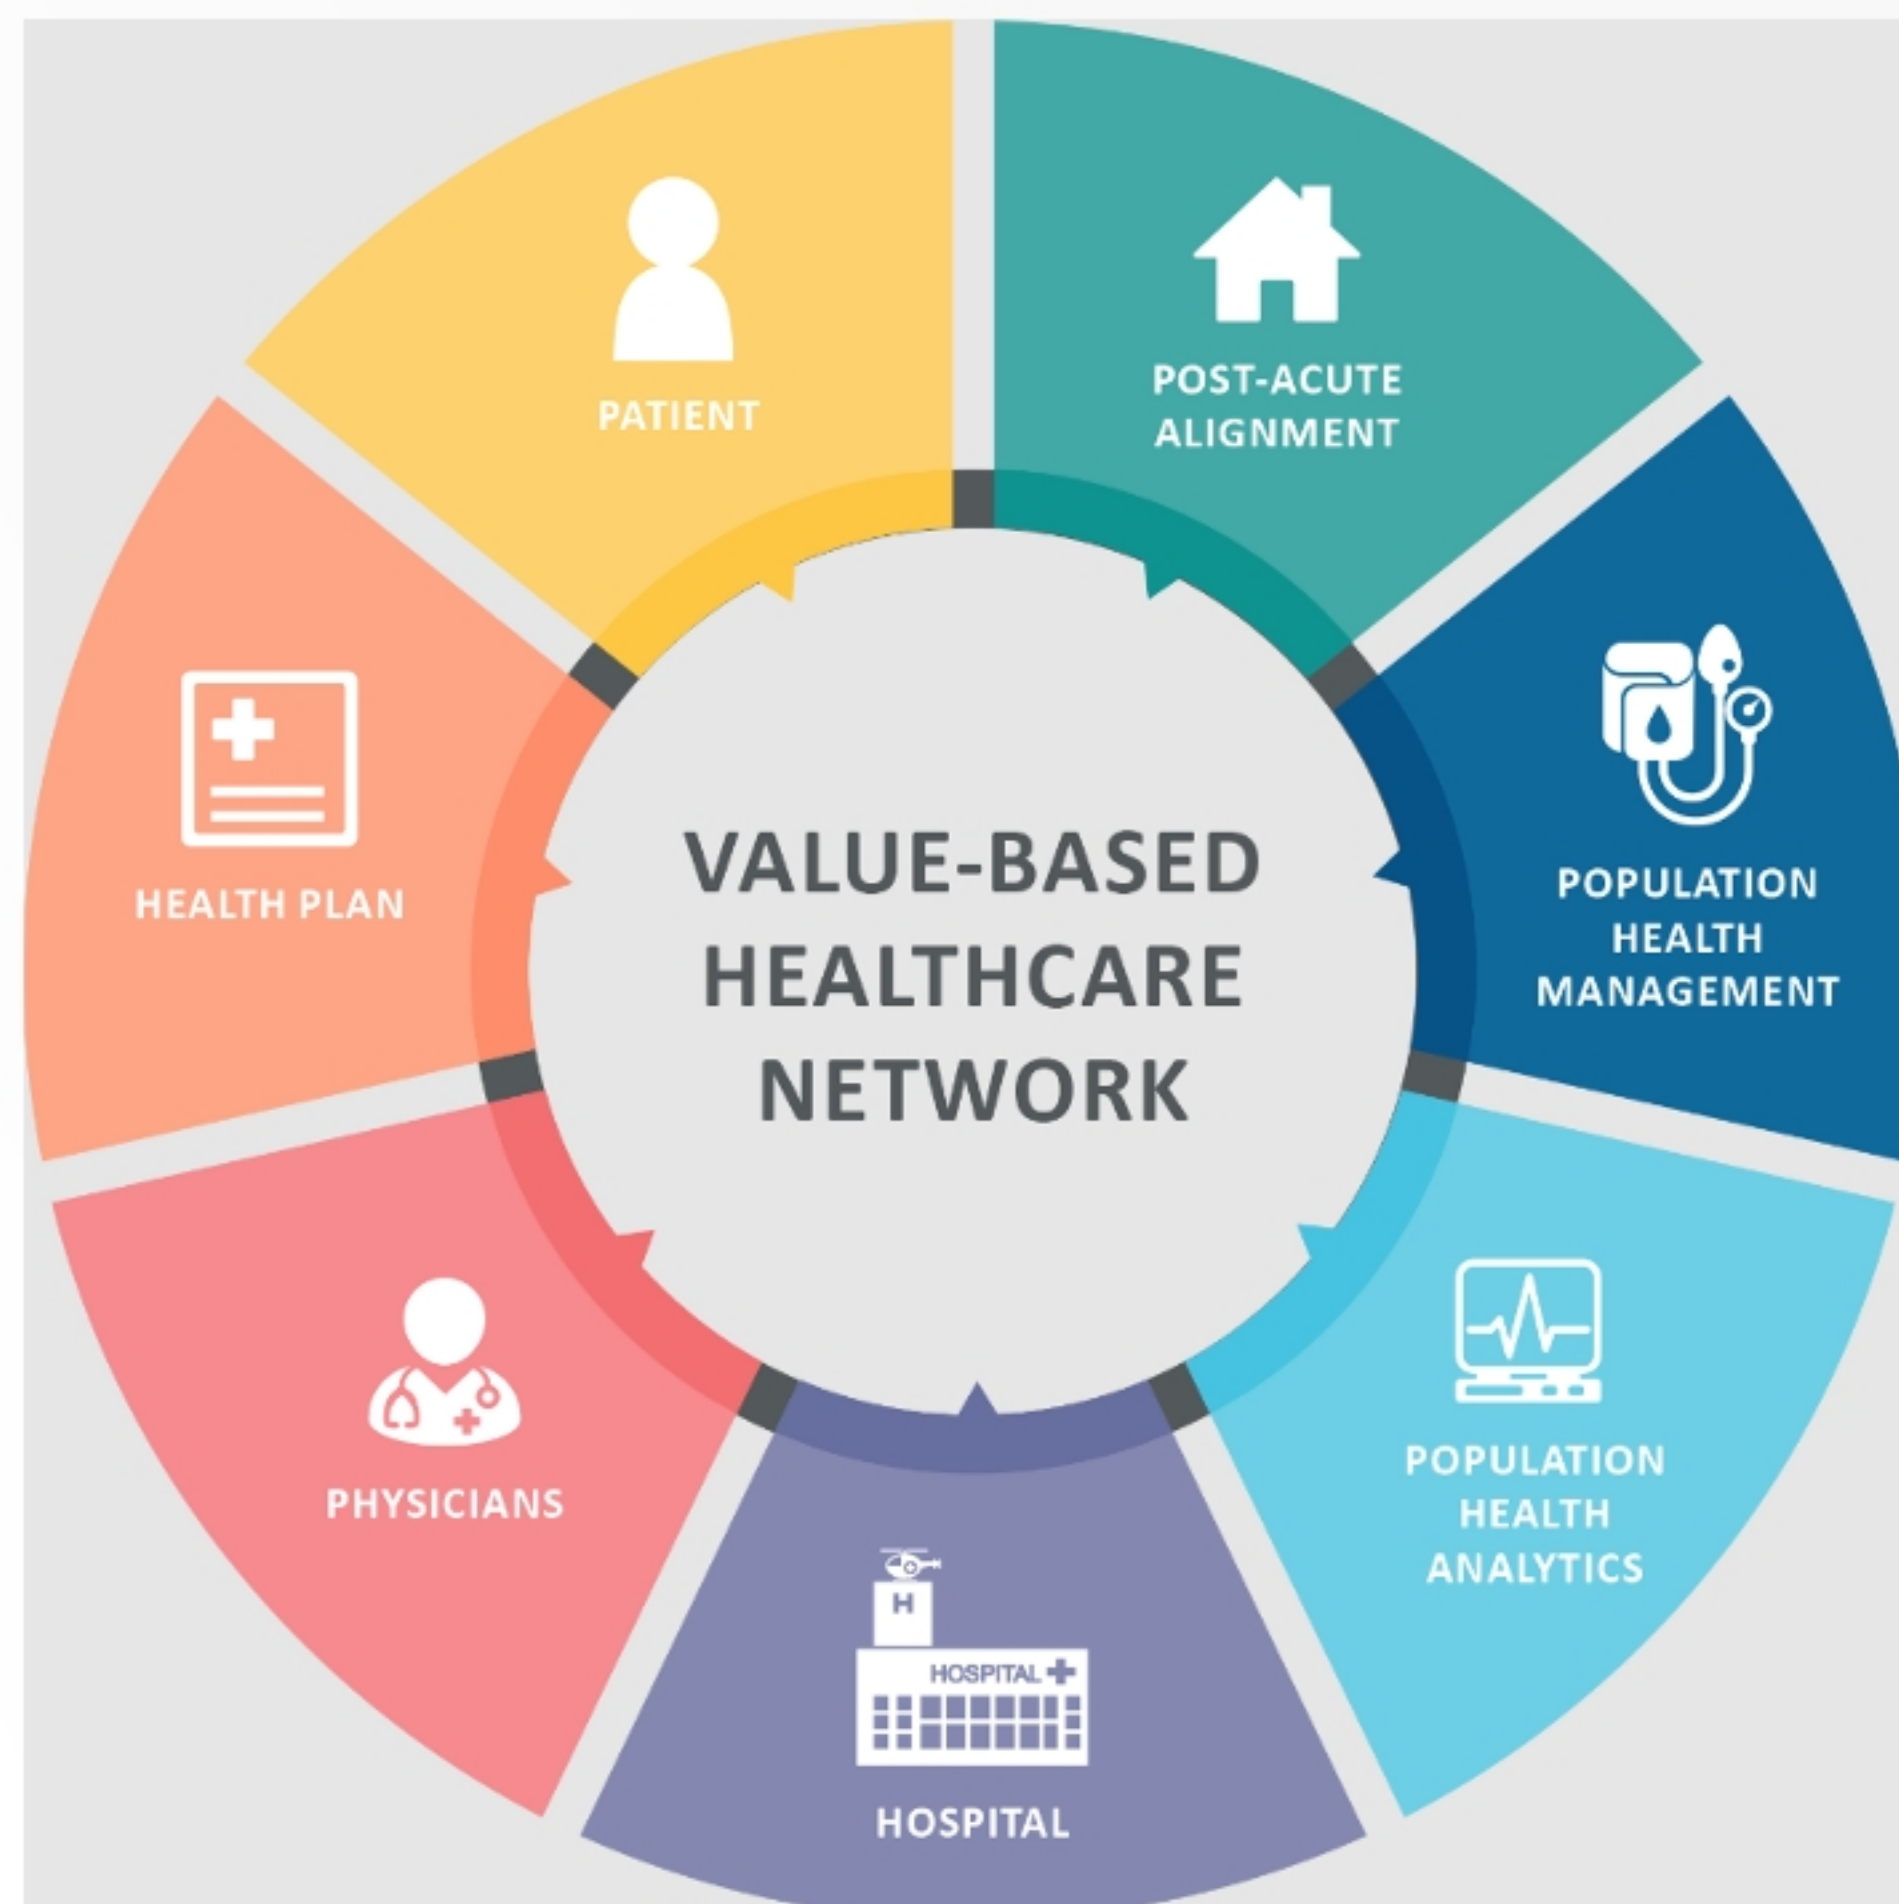 PATIENT
POST-ACUTE
ALIGNMENT
POPULATION
HEALTH
MANAGEMENT
POPULATION
HEALTH
ANALYTICS
H
HOSPITAL
HOSPITAL
PHYSICIANS
HEALTH PLAN
VALUE-BASED
HEALTHCARE
NETWORK